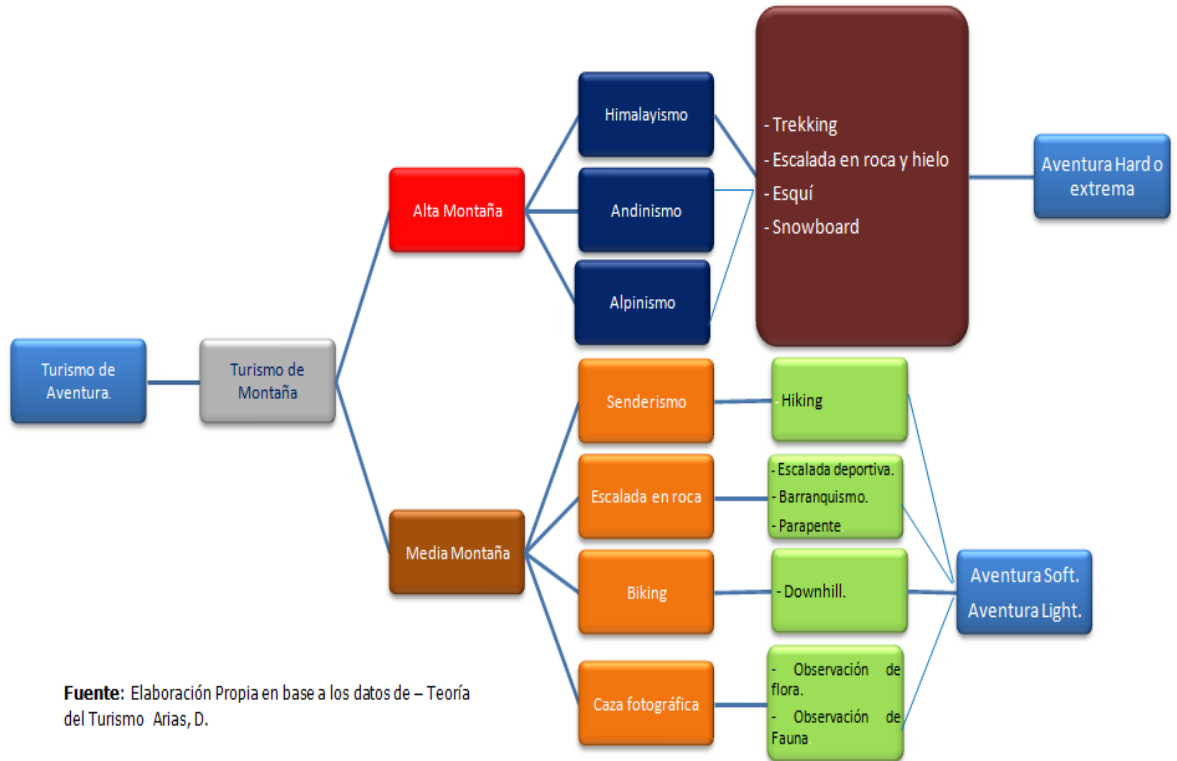 Turismo de
Aventura.
Turismo de
Montaña
Alta Montaña
Himalayismo
Andinismo
Alpinismo
- Trekking
- Escalada en roca y hielo
- Esquí
- Snowboard
Aventura Hard o
extrema
Media Montaña
Senderismo
- Hiking
Escalada en roca
- Escalada deportiva.
- Barranquismo.
- Parapente
Biking
- Downhill.
Caza fotográfica
- Observación de
flora.
- Observación de
Fauna
Aventura Soft.
Aventura Light.
Fuente: Elaboración Propia en base a los datos de – Teoría
del Turismo Arias, D.